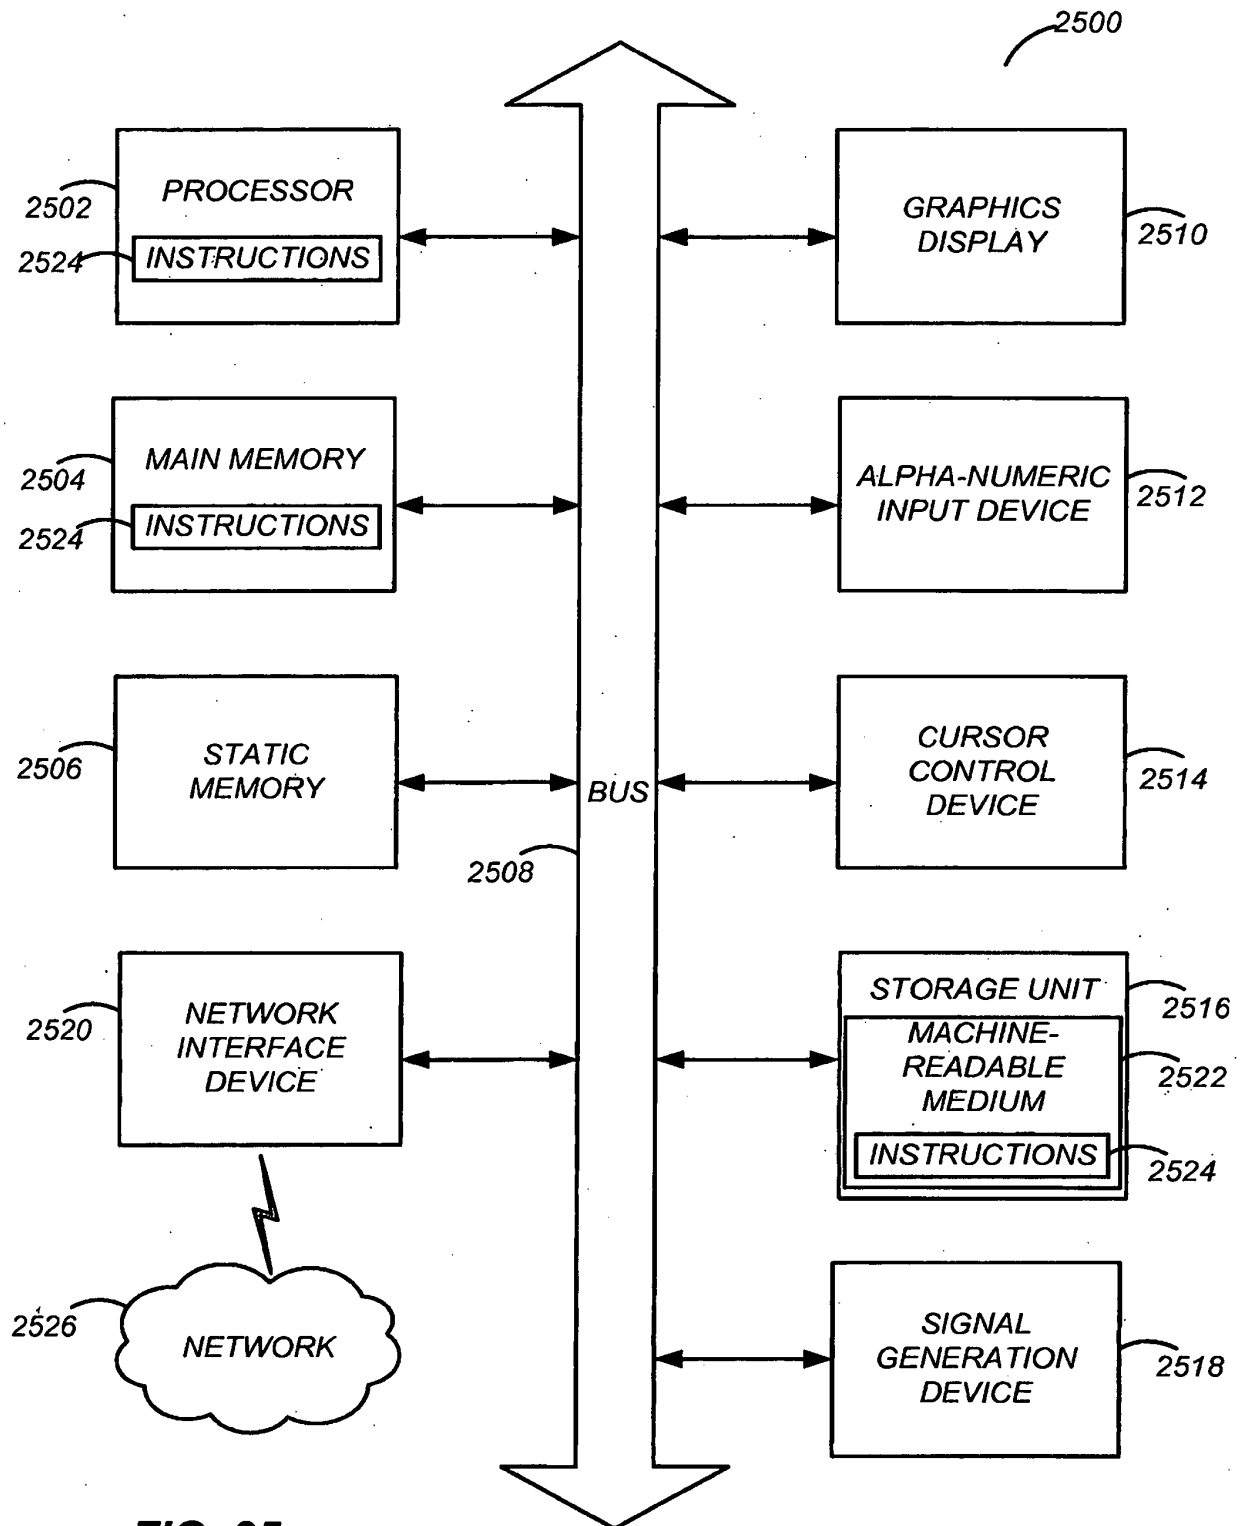 2500
PROCESSOR
2502
2524
INSTRUCTIONS
GRAPHICS
DISPLAY
2510
MAIN MEMORY
2504
2524
INSTRUCTIONS
ALPHA-NUMERIC
INPUT DEVICE
2512
STATIC
MEMORY
2506
BUS
2508
CURSOR
CONTROL
DEVICE
2514
NETWORK
INTERFACE
DEVICE
2520
STORAGE UNIT
2516
MACHINE-
READABLE
MEDIUM
2522
INSTRUCTIONS
2524
2526
NETWORK
SIGNAL
GENERATION
DEVICE
2518